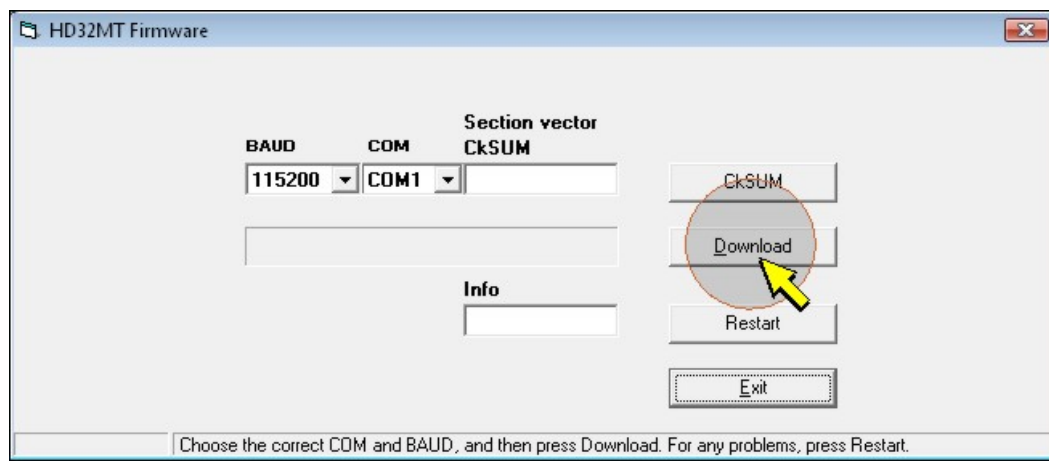 HD32MT Firmware
Section vector
BAUD COM CkSUM
115200 COM1 CkSUM
Download
Info
Restart
Exit
Choose the correct COM and BAUD, and then press Download. For any problems, press Restart.